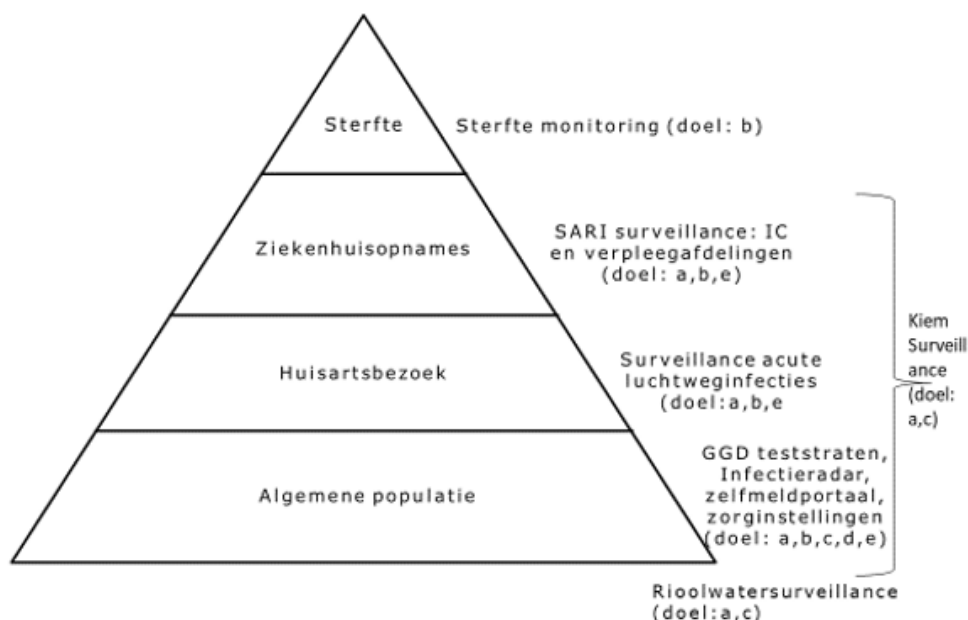 Sterfte
Sterfte monitoring (doel: b)
Ziekenhuisopnames
SARI surveillance: IC
en verpleegafdelingen
(doel: a,b,e)
Huisartsbezoek
Surveillance acute
luchtweginfecties
(doel:a,b,e
Algemene populatie
GGD teststraten,
Infectieradar,
zelfmeldportaal,
zorginstellingen
(doel: a,b,c,d,e)
Kiem
Surveill
ance
(doel:
a,c)
Rioolwatersurveillance
(doel:a,c)